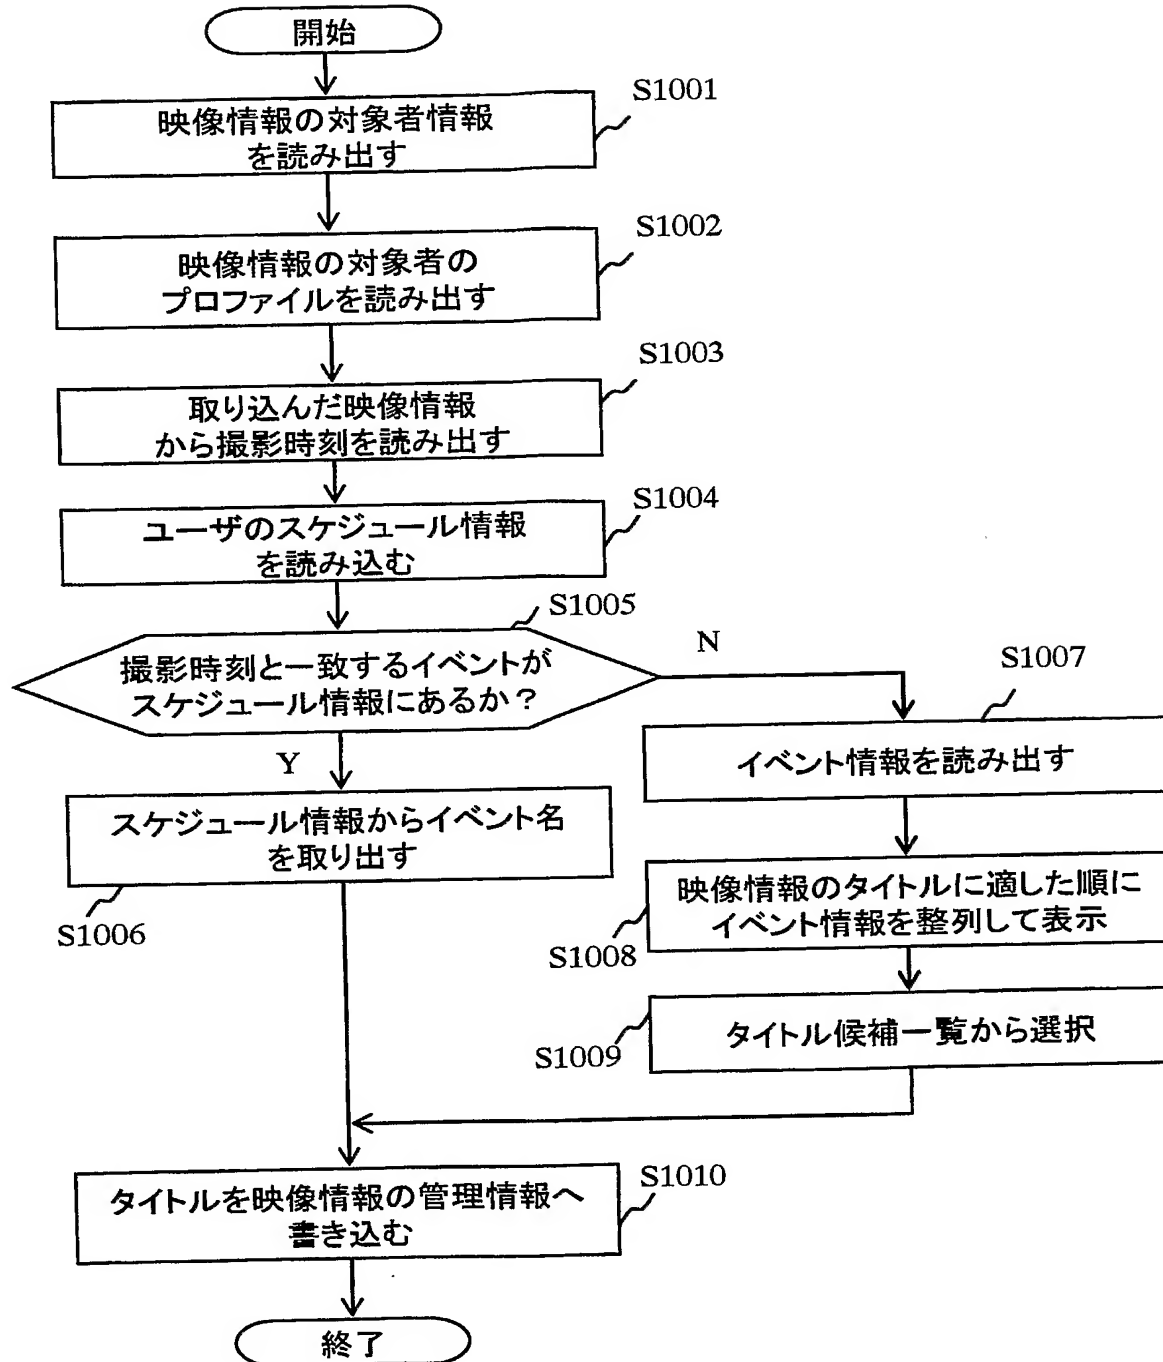 開始
S1001
映像情報の対象者情報
を読み出す
S1002
映像情報の対象者の
プロファイルを読み出す
S1003
取り込んだ映像情報
から撮影時刻を読み出す
S1004
ユーザのスケジュール情報
を読み込む
S1005
撮影時刻と一致するイベントが
スケジュール情報にあるか？
N
Y
S1007
イベント情報を読み出す
スケジュール情報からイベント名
を取り出す
S1006
映像情報のタイトルに適した順に
イベント情報を整列して表示
S1008
タイトル候補一覧から選択
S1009
S1010
タイトルを映像情報の管理情報へ
書き込む
終了